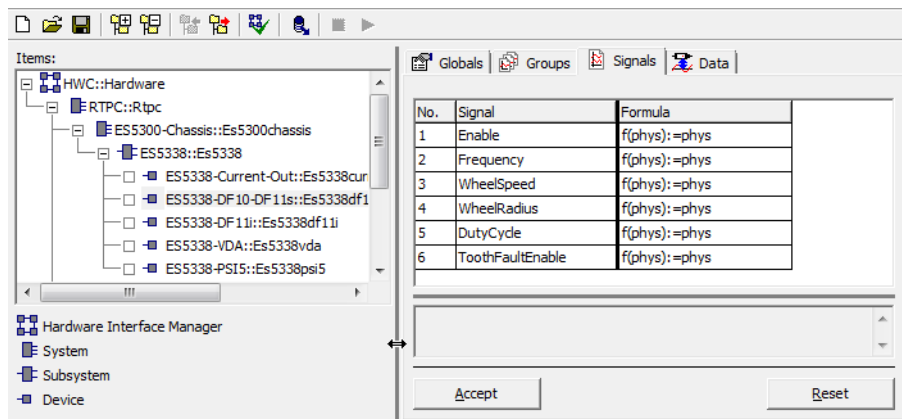 Items:
HWC::Hardware
RTPC::Rtpc
ES5300-Chassis::Es5300chassis
ES5338::Es5338
ES5338-Current-Out::Es5338cur
ES5338-DF10-DF11s::Es5338df1
ES5338-DF11i::Es5338df11i
ES5338-VDA::Es5338vda
ES5338-PSI5::Es5338psi5
Hardware Interface Manager
System
Subsystem
Device
Globals Groups Signals Data
No. Signal Formula
1 Enable f(phys):=phys
2 Frequency f(phys):=phys
3 WheelSpeed f(phys):=phys
4 WheelRadius f(phys):=phys
5 DutyCycle f(phys):=phys
6 ToothFaultEnable f(phys):=phys
Accept Reset